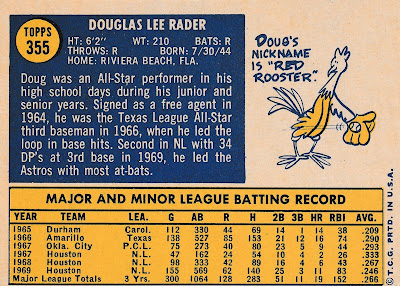 TOPPS
355
DOUGLAS LEE RADER
HT: 6'2" WT: 210 BATS: R
THROWS: R BORN: 7/30/44
HOME: RIVIERA BEACH, FLA.
Doug was an All-Star performer in his
high school days during his junior and
senior years. Signed as a free agent in
1964, he was the Texas League All-Star
third baseman in 1966, when he led the
loop in base hits. Second in NL with 34
DP's at 3rd base in 1969, he led the
Astros with most at-bats.
DOUG'S
NICKNAME
IS "RED
ROOSTER".
MAJOR AND MINOR LEAGUE BATTING RECORD
YEAR TEAM LEA. G AB R H 2B 3B HR RBI AVG.
1965 Durham Carol. 112 330 44 69 14 1 14 38 .209
1966 Amarillo Texas 138 527 85 153 21 12 16 74 .290
1967 Okla. City P.C.L. 75 273 40 80 23 5 9 44 .293
1967 Houston N.L. 47 162 24 54 10 4 2 26 .333
1968 Houston N.L. 98 333 42 89 16 4 6 43 .267
1969 Houston N.L. 155 569 62 140 25 3 11 83 .246
Major League Totals 3 Yrs. 300 1064 128 283 51 11 19 152 .266
© T.C.G. PRTD. IN U.S.A.